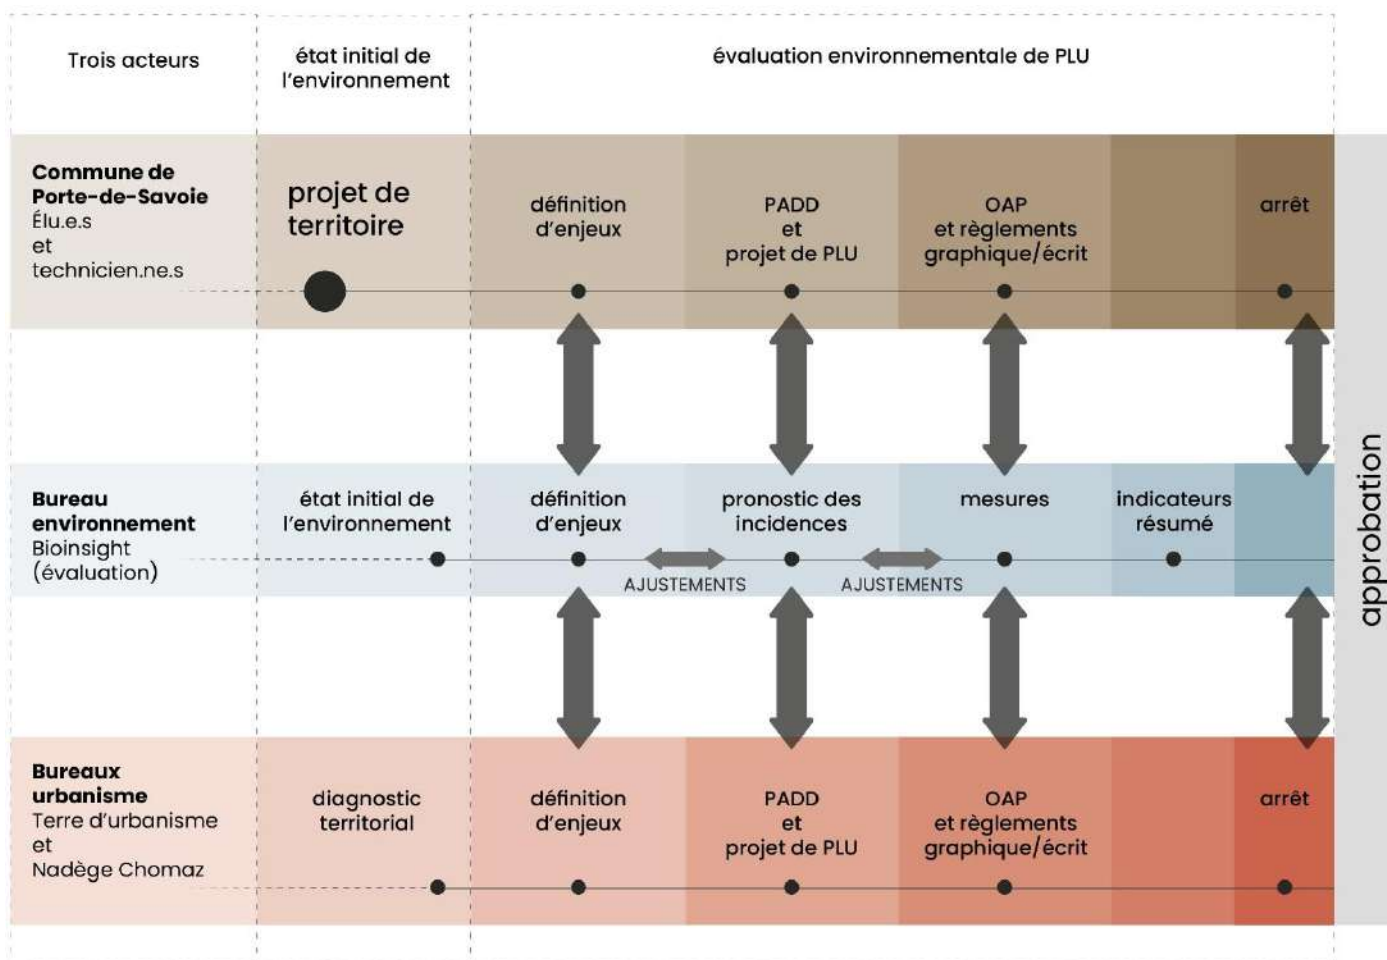 Trois acteurs
état initial de
l'environnement
évaluation environnementale de PLU
Commune de
Porte-de-Savoie
Élu.e.s
et
technicien.ne.s
projet de
territoire
définition
d'enjeux
PADD
et
projet de PLU
OAP
et règlements
graphique/écrit
arrêt
Bureau
environnement
Bioinsight
(évaluation)
état initial de
l'environnement
définition
d'enjeux
pronostic des
incidences
mesures
indicateurs
résumé
AJUSTEMENTS
AJUSTEMENTS
Bureaux
urbanisme
Terre d'urbanisme
et
Nadège Chomaz
diagnostic
territorial
définition
d'enjeux
PADD
et
projet de PLU
OAP
et règlements
graphique/écrit
arrêt
approbation